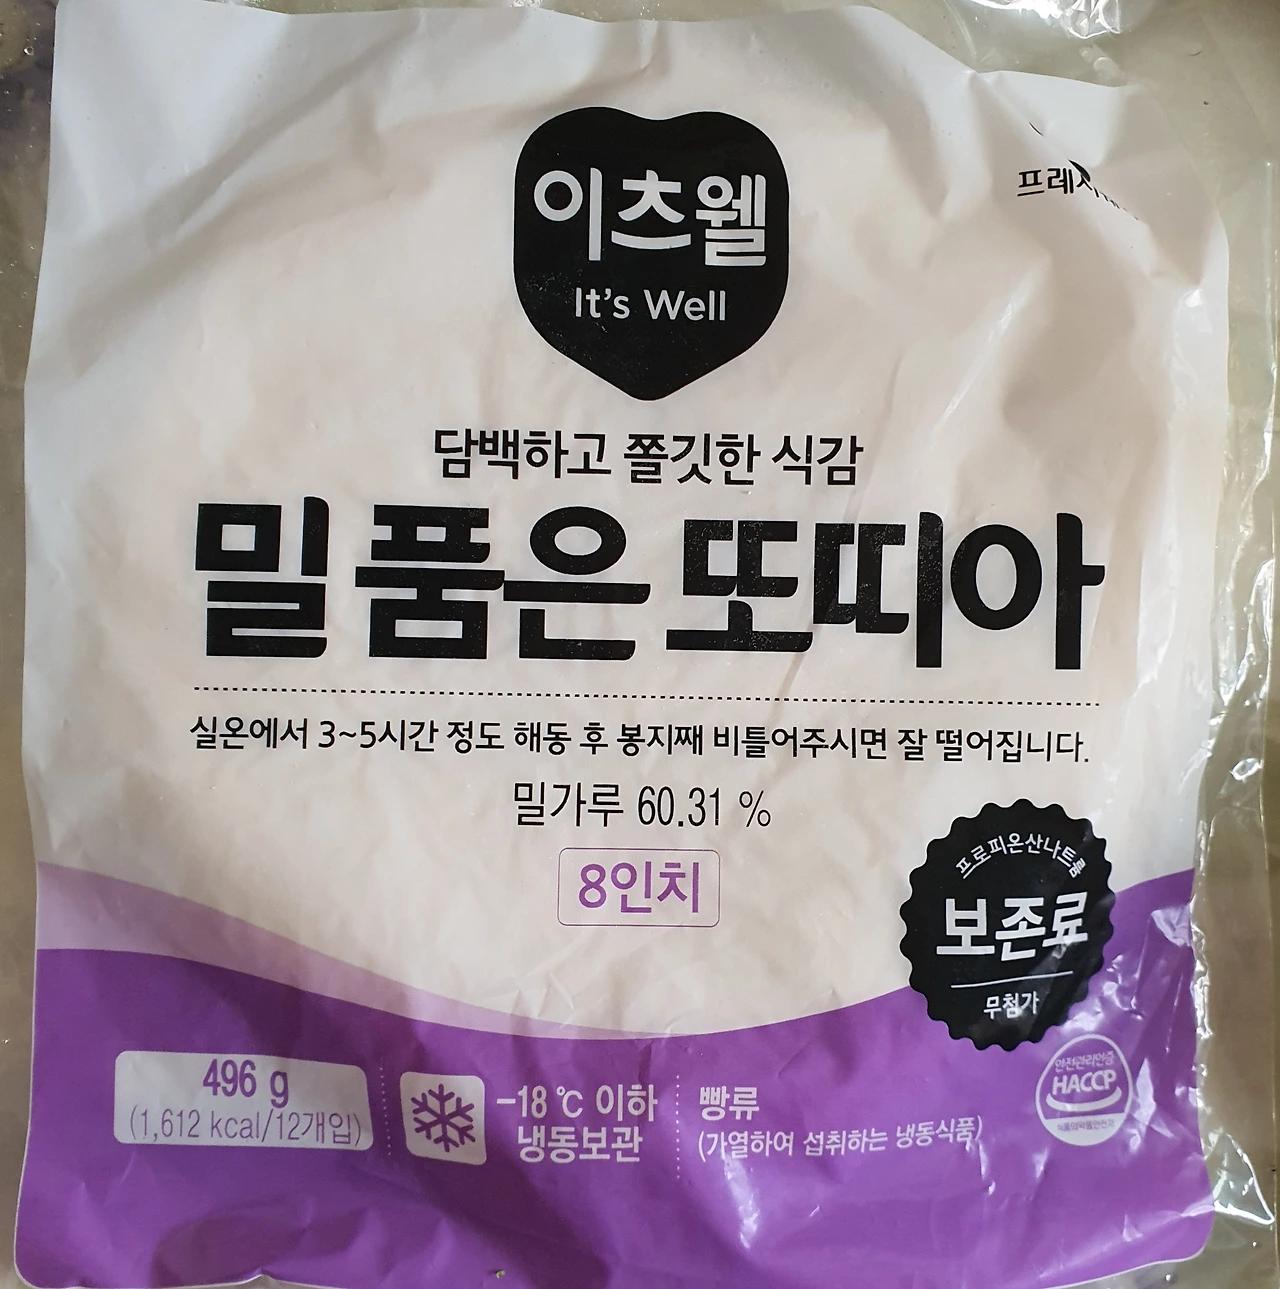 이츠웰
It's Well
담백하고 쫄깃한 식감
밀 품은 또띠아
실온에서 3~5시간 정도 해동 후 봉지째 비틀어주시면 잘 떨어집니다.
밀가루 60.31 %
8인치
프로피온산나트륨
보존료
무첨가
496 g
(1,612 kcal/12개입)
-18 ℃ 이하
냉동보관
빵류
(가열하여 섭취하는 냉동식품)
안전관리인증
HACCP